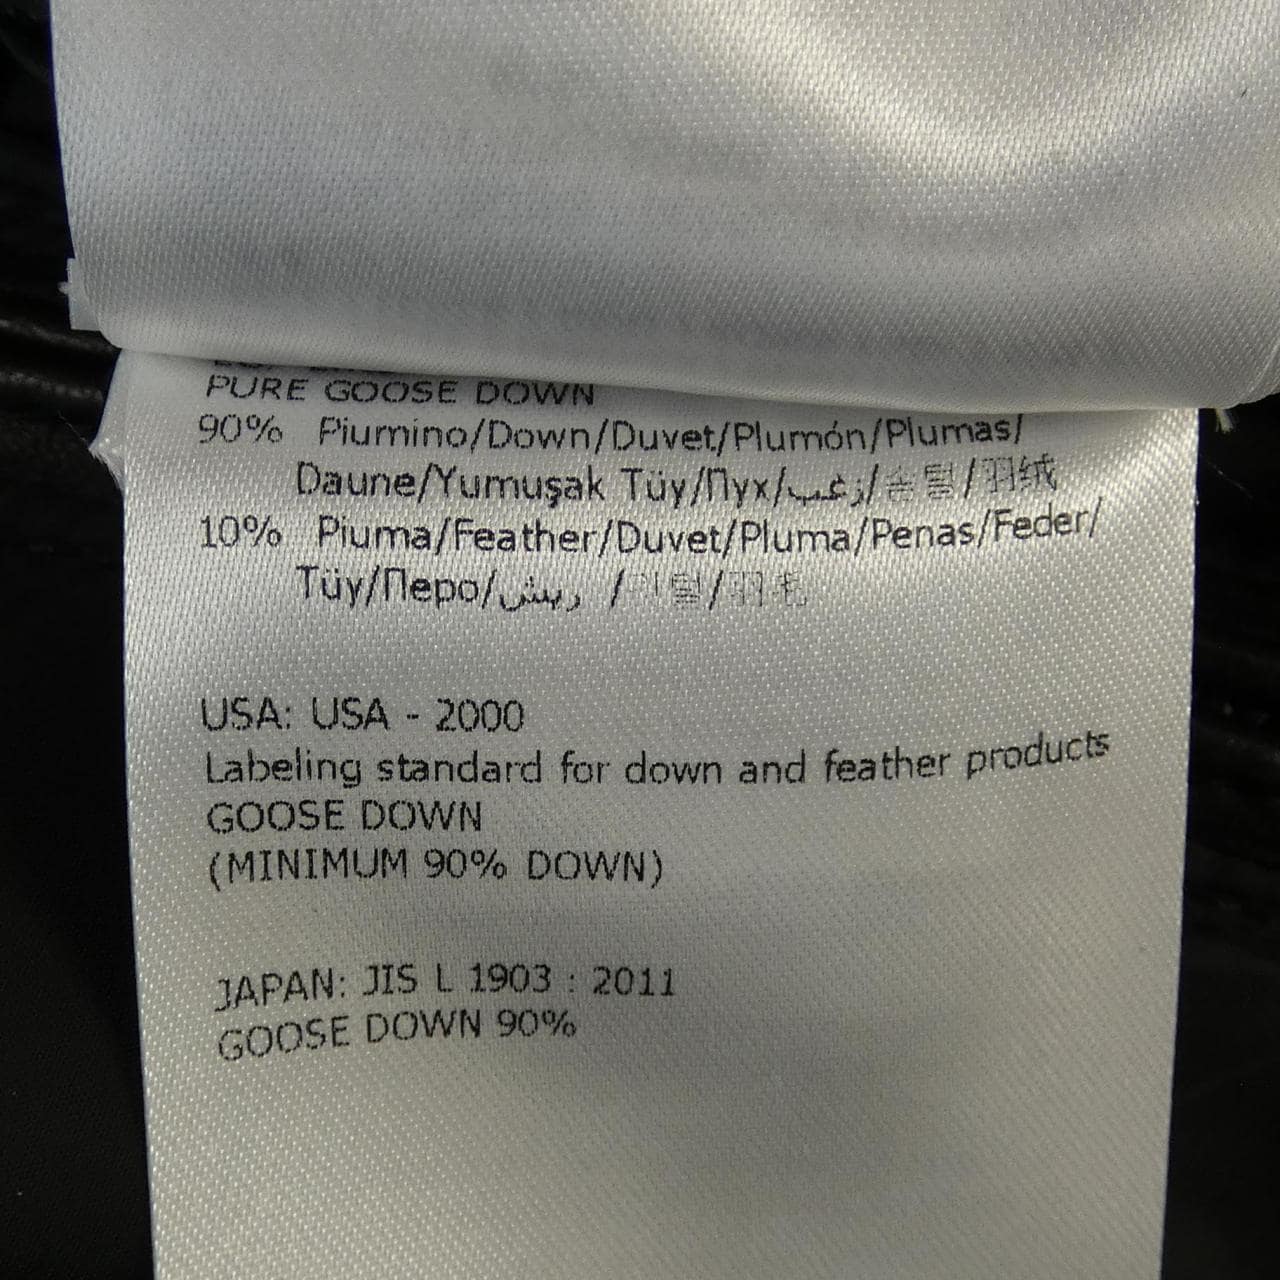 PURE GOOSE DOWN
90% Piumino/Down/Duvet/Plumón/Plumas/
Daune/Yumuşak Tüy/Пух/زغب/솜털/羽绒
10% Piuma/Feather/Duvet/Pluma/Penas/Feder/
Tüy/Перо/ريش /깃털/羽毛
USA: USA - 2000
Labeling standard for down and feather products
GOOSE DOWN
(MINIMUM 90% DOWN)
JAPAN: JIS L 1903 : 2011
GOOSE DOWN 90%